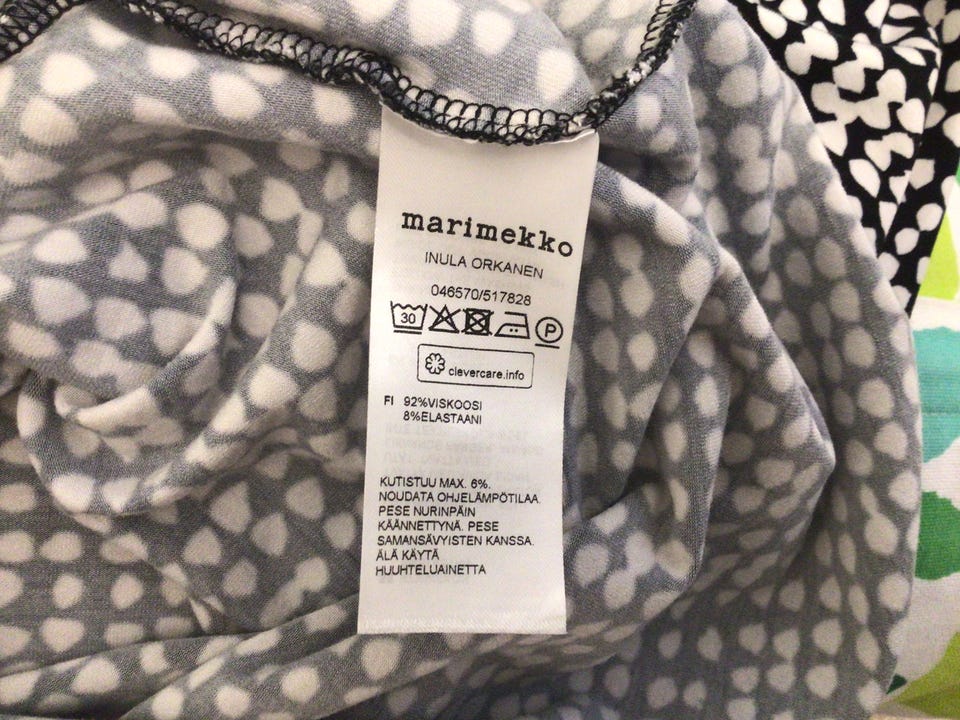 marimekko
INULA ORKANEN
046570/517828
30 P
clevercare.info
FI 92%VISKOOSI
8%ELASTAANI
KUTISTUU MAX. 6%.
NOUDATA OHJELÄMPÖTILAA.
PESE NURINPÄIN
KÄÄNNETTYNÄ. PESE
SAMANSÄVYISTEN KANSSA.
ÄLÄ KÄYTÄ
HUUHTELUAINETTA